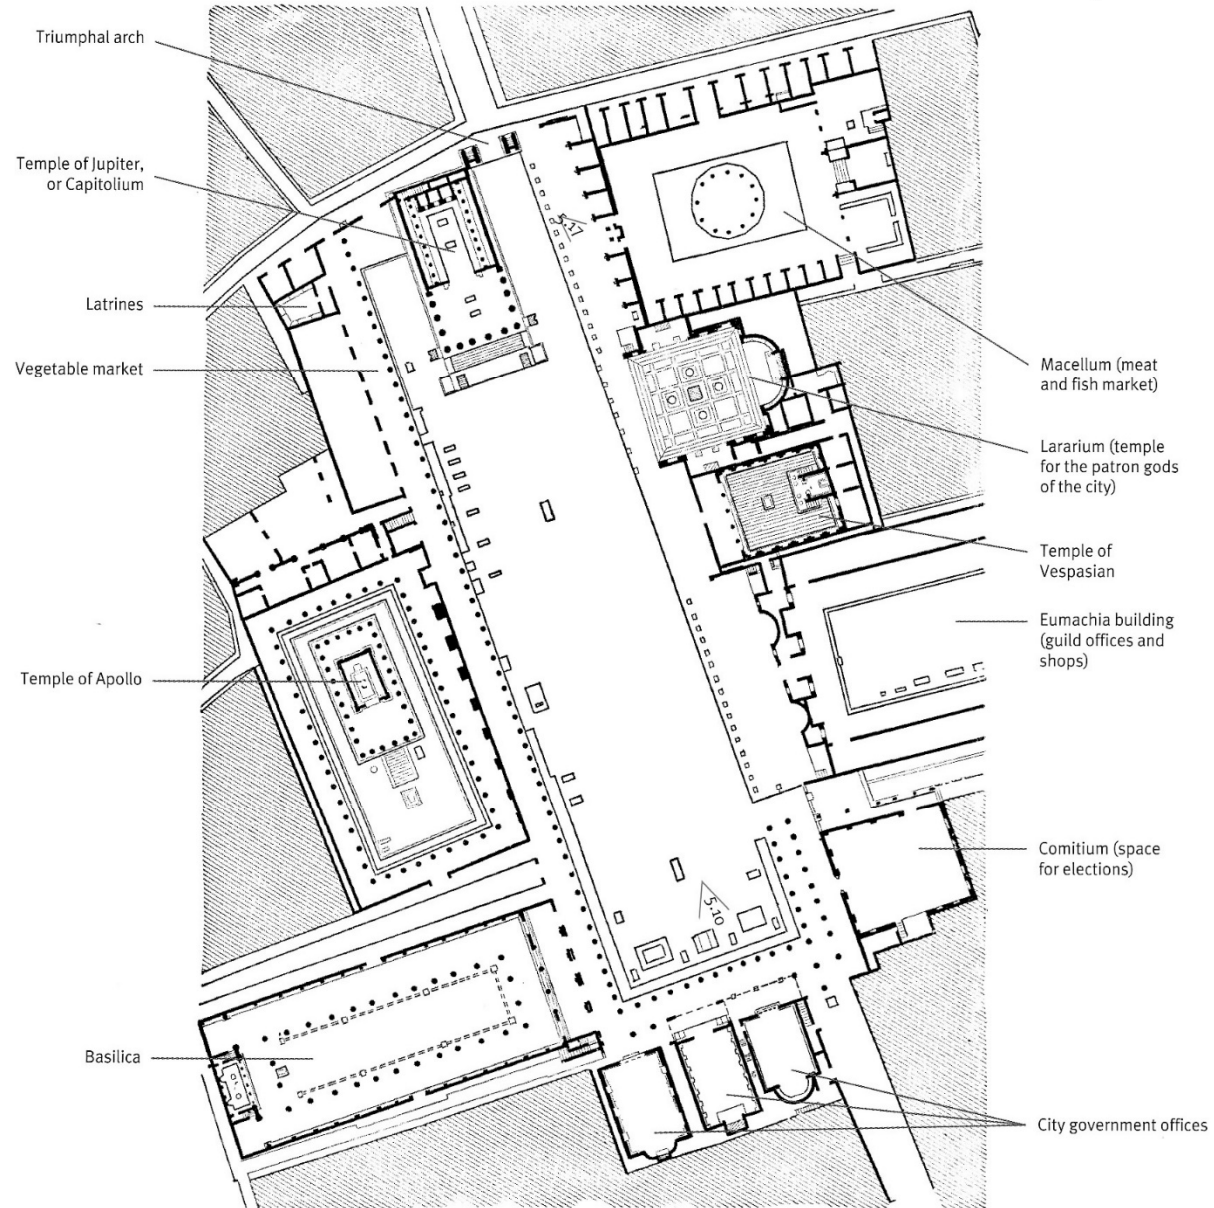 Triumphal arch
Temple of Jupiter,
or Capitolium
Latrines
Vegetable market
Temple of Apollo
Basilica
5.17
5.10
Macellum (meat
and fish market)
Lararium (temple
for the patron gods
of the city)
Temple of
Vespasian
Eumachia building
(guild offices and
shops)
Comitium (space
for elections)
City government offices